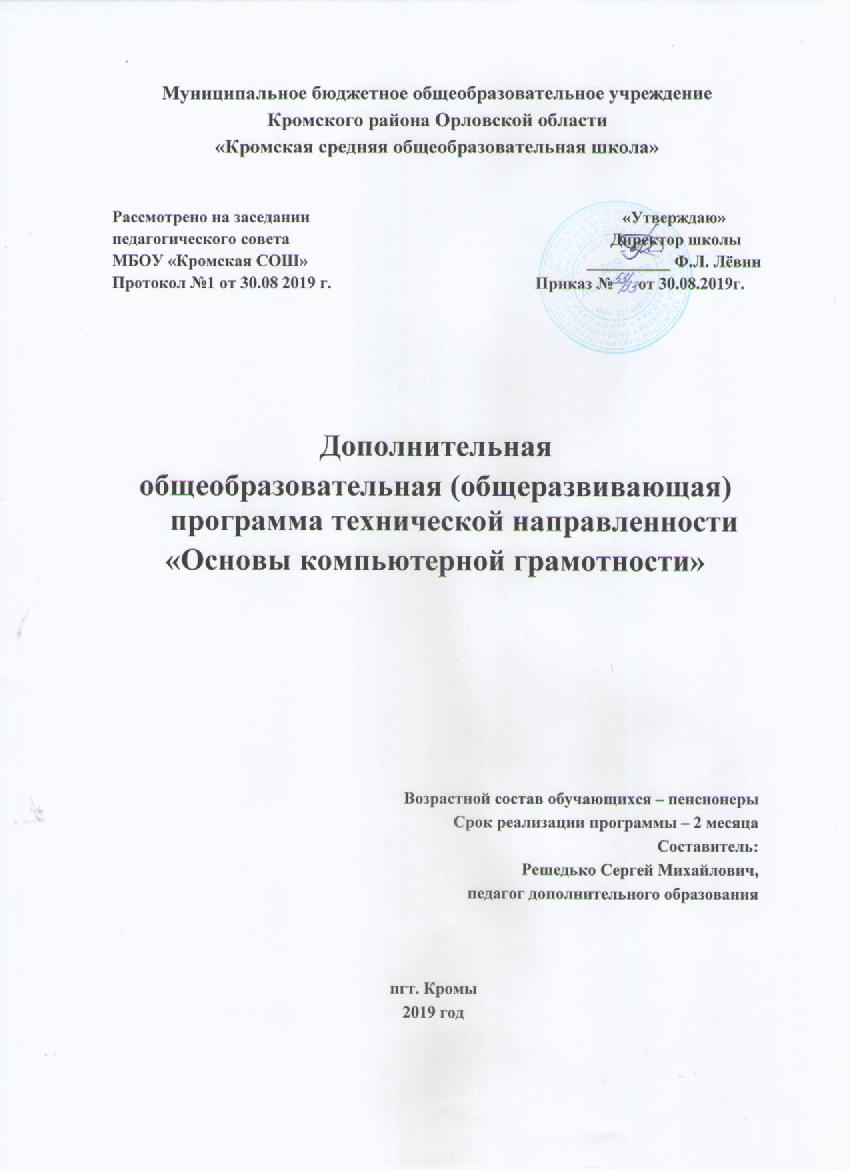 Муниципальное бюджетное общеобразовательное учреждение
Кромского района Орловской области
«Кромская средняя общеобразовательная школа»
Рассмотрено на заседании
педагогического совета
МБОУ «Кромская СОШ»
Протокол №1 от 30.08 2019 г.
«Утверждаю»
Директор школы
__________ Ф.Л. Лёвин
Приказ № от 30.08.2019г.
Дополнительная
общеобразовательная (общеразвивающая)
программа технической направленности
«Основы компьютерной грамотности»
Возрастной состав обучающихся – пенсионеры
Срок реализации программы – 2 месяца
Составитель:
Решедько Сергей Михайлович,
педагог дополнительного образования
пгт. Кромы
2019 год